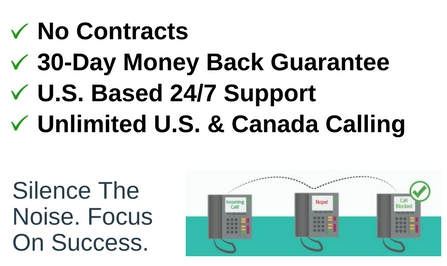 No Contracts
30-Day Money Back Guarantee
U.S. Based 24/7 Support
Unlimited U.S. & Canada Calling
Silence The
Noise. Focus
On Success.
Incoming
Call
Nope!
Call
Blocked